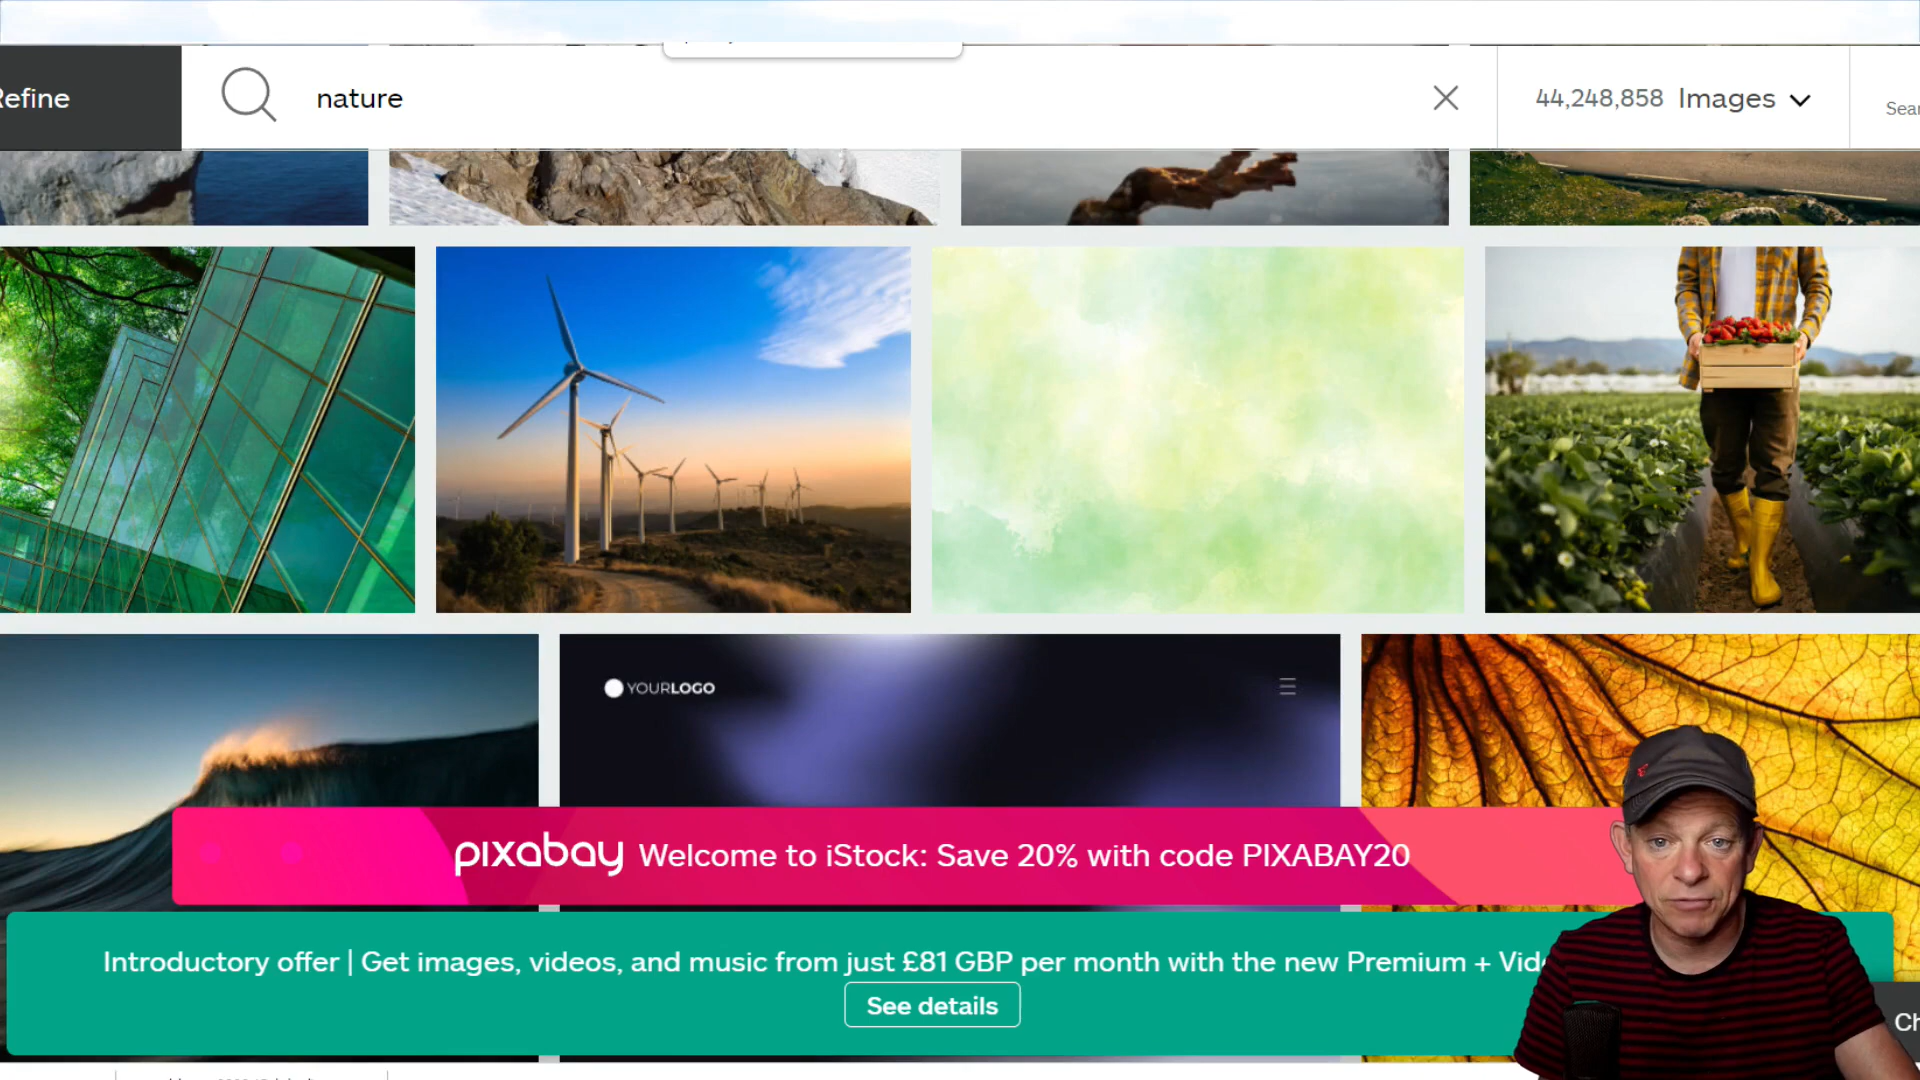 Refine
nature
44,248,858 Images
YOURLOGO
pixabay Welcome to iStock: Save 20% with code PIXABAY20
Introductory offer | Get images, videos, and music from just £81 GBP per month with the new Premium +
See details